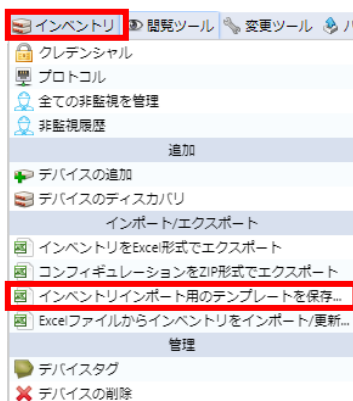 インベントリ 閲覧ツール 変更ツール
クレデンシャル
プロトコル
全ての非監視を管理
非監視履歴
追加
デバイスの追加
デバイスのディスカバリ
インポート/エクスポート
インベントリをExcel形式でエクスポート
コンフィギュレーションをZIP形式でエクスポート
インベントリインポート用のテンプレートを保存...
Excelファイルからインベントリをインポート/更新...
管理
デバイスタグ
デバイスの削除